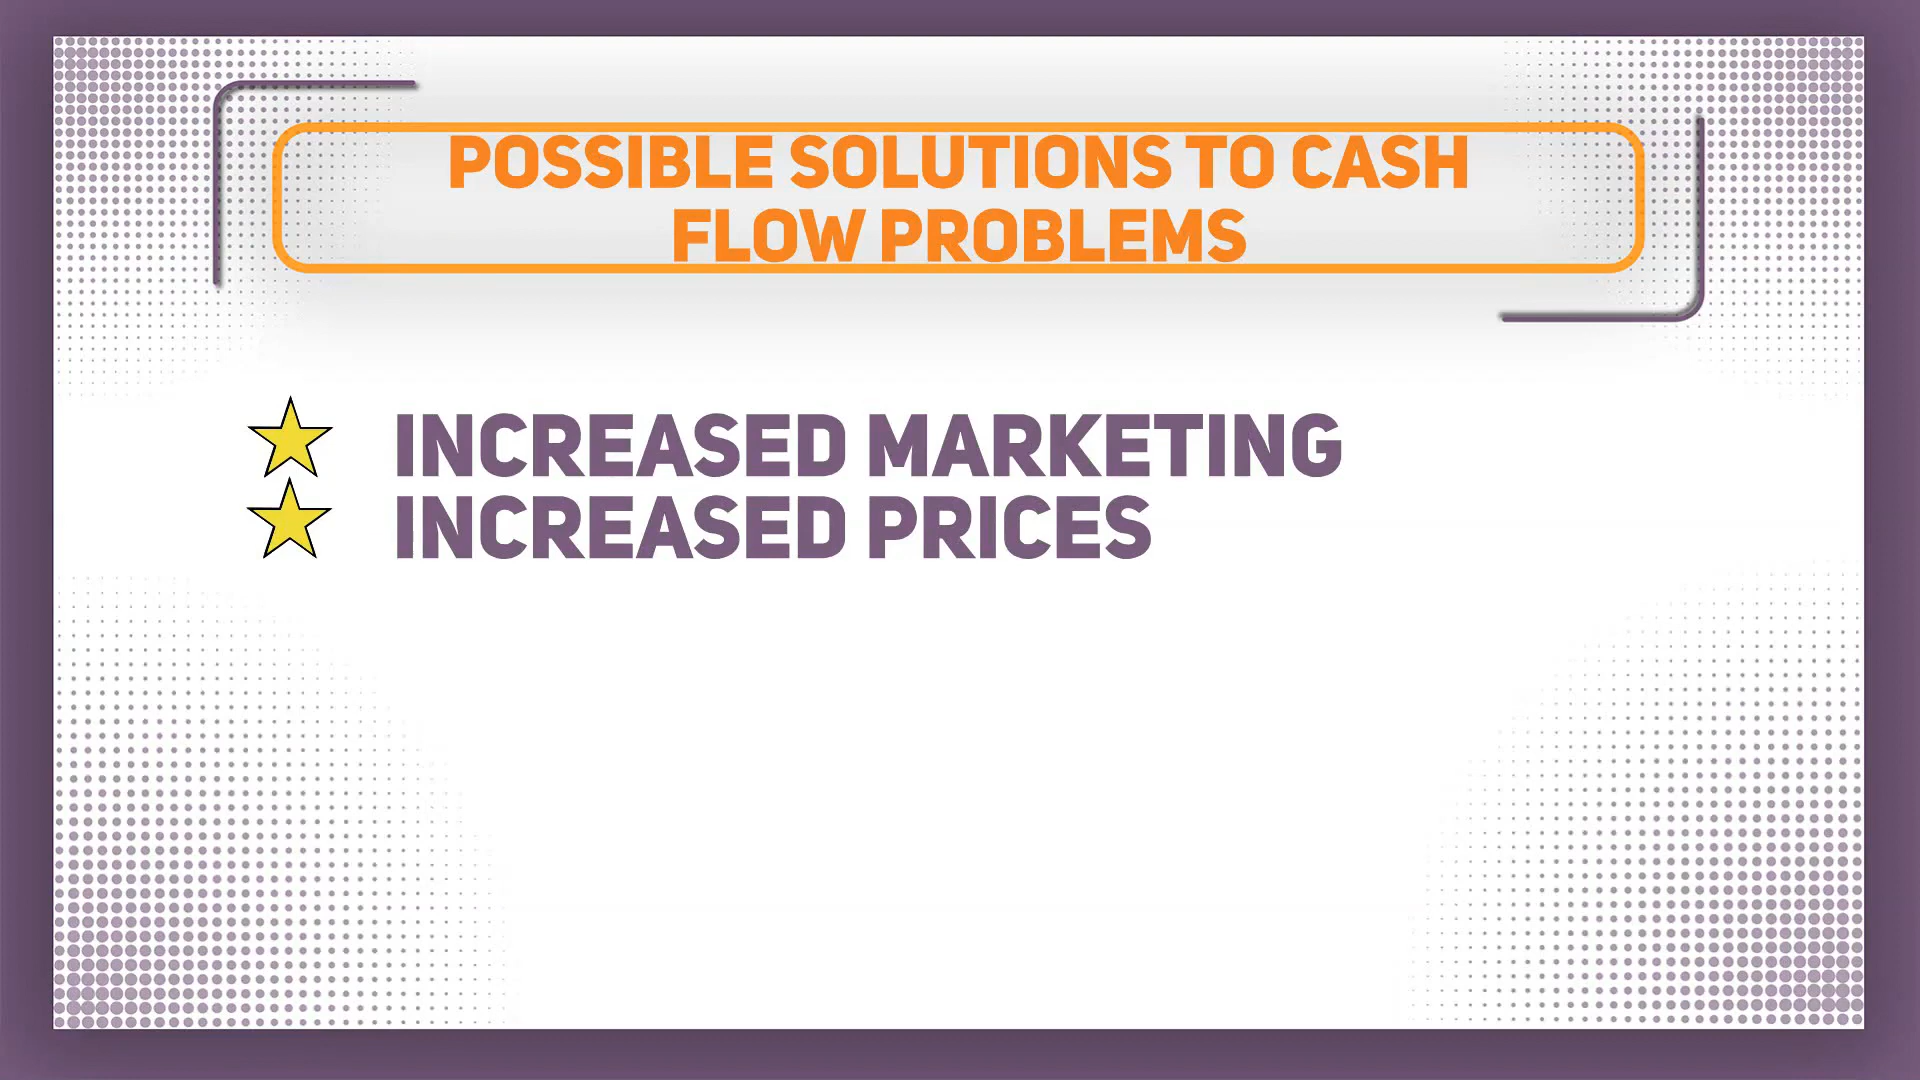 POSSIBLE SOLUTIONS TO CASH
FLOW PROBLEMS
INCREASED MARKETING
INCREASED PRICES